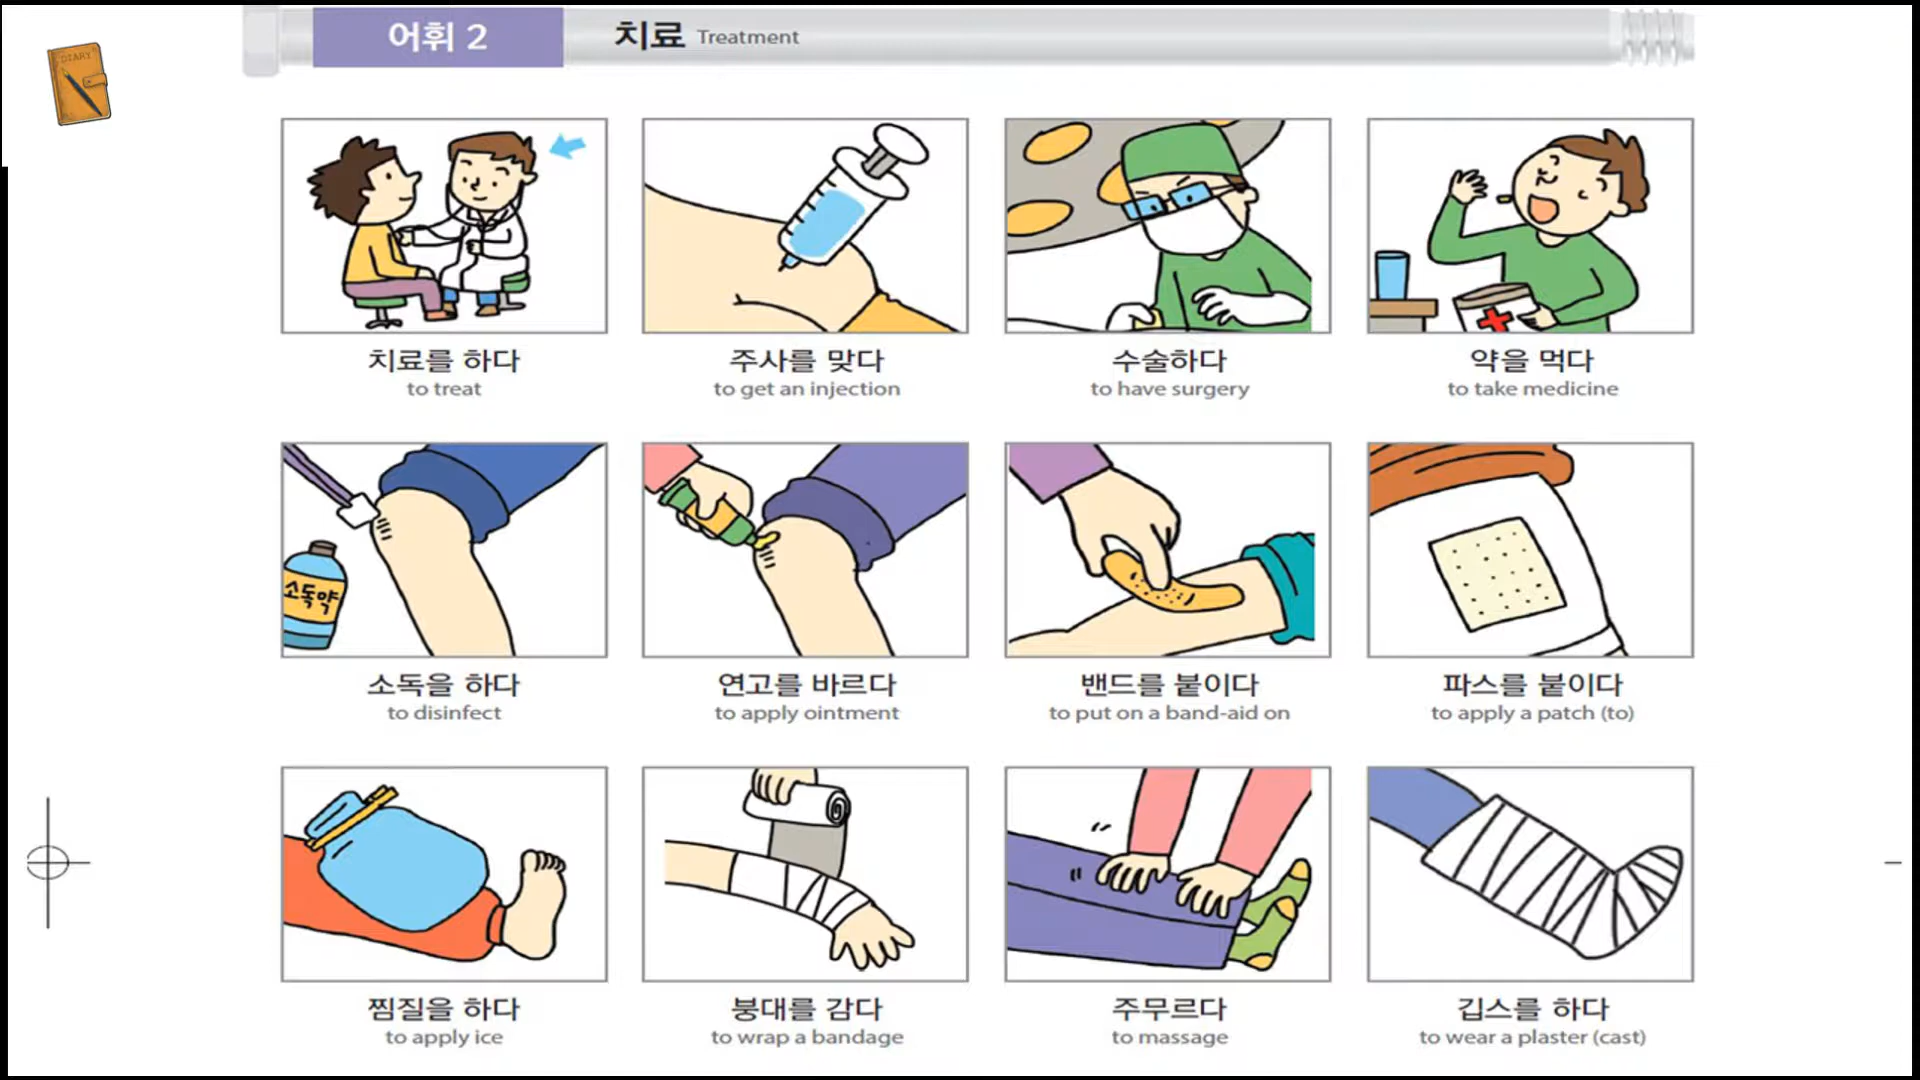 DIARY
어휘 2
치료 Treatment
치료를 하다
to treat
주사를 맞다
to get an injection
수술하다
to have surgery
약을 먹다
to take medicine
소독약
소독을 하다
to disinfect
연고를 바르다
to apply ointment
밴드를 붙이다
to put on a band-aid on
파스를 붙이다
to apply a patch (to)
찜질을 하다
to apply ice
붕대를 감다
to wrap a bandage
주무르다
to massage
깁스를 하다
to wear a plaster (cast)